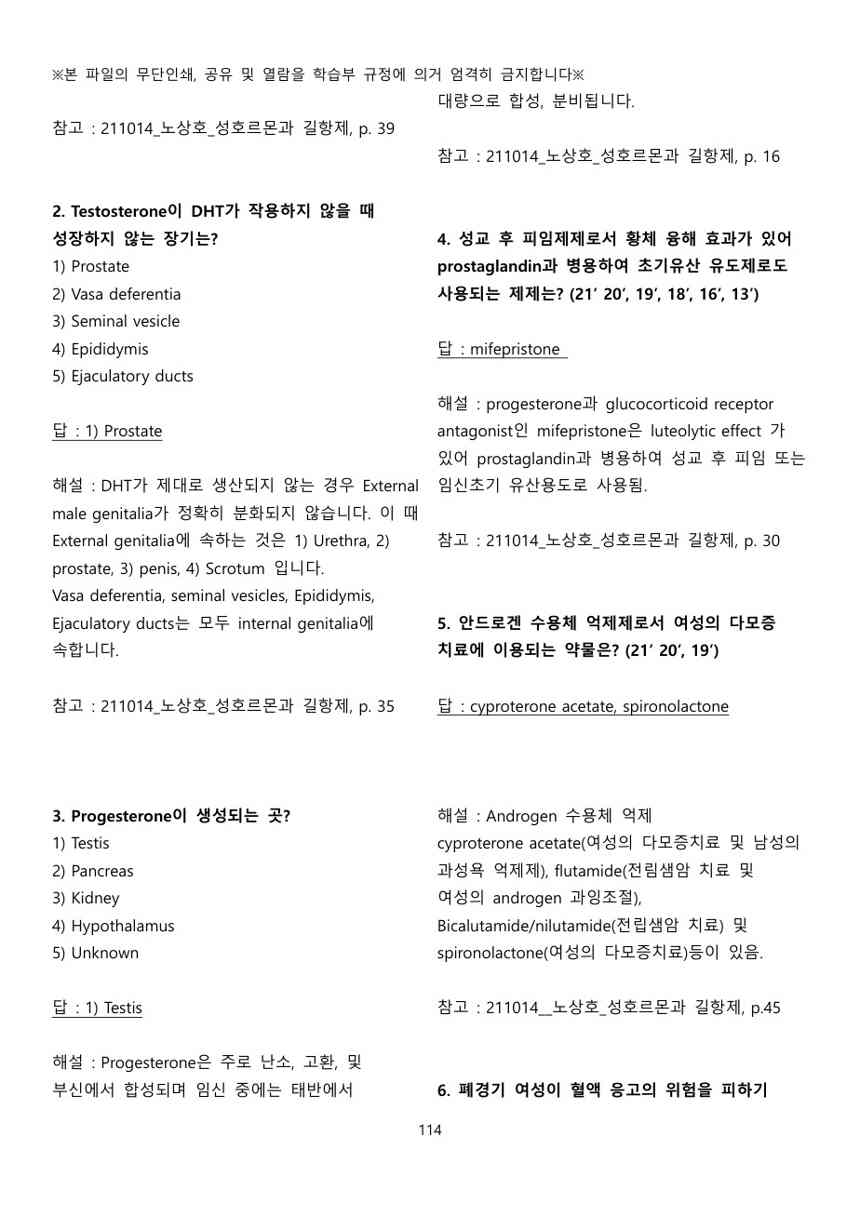 ※본 파일의 무단인쇄, 공유 및 열람을 학습부 규정에 의거 엄격히 금지합니다※
참고 : 211014_노상호_성호르몬과 길항제, p. 39
2. Testosterone이 DHT가 작용하지 않을 때
성장하지 않는 장기는?
1) Prostate
2) Vasa deferentia
3) Seminal vesicle
4) Epididymis
5) Ejaculatory ducts
답 : 1) Prostate
해설 : DHT가 제대로 생산되지 않는 경우 External
male genitalia가 정확히 분화되지 않습니다. 이 때
External genitalia에 속하는 것은 1) Urethra, 2)
prostate, 3) penis, 4) Scrotum 입니다.
Vasa deferentia, seminal vesicles, Epididymis,
Ejaculatory ducts는 모두 internal genitalia에
속합니다.
참고 : 211014_노상호_성호르몬과 길항제, p. 35
3. Progesterone이 생성되는 곳?
1) Testis
2) Pancreas
3) Kidney
4) Hypothalamus
5) Unknown
답 : 1) Testis
해설 : Progesterone은 주로 난소, 고환, 및
부신에서 합성되며 임신 중에는 태반에서
대량으로 합성, 분비됩니다.
참고 : 211014_노상호_성호르몬과 길항제, p. 16
4. 성교 후 피임제제로서 황체 융해 효과가 있어
prostaglandin과 병용하여 초기유산 유도제로도
사용되는 제제는? (21’ 20’, 19’, 18’, 16’, 13’)
답 : mifepristone
해설 : progesterone과 glucocorticoid receptor
antagonist인 mifepristone은 luteolytic effect 가
있어 prostaglandin과 병용하여 성교 후 피임 또는
임신초기 유산용도로 사용됨.
참고 : 211014_노상호_성호르몬과 길항제, p. 30
5. 안드로겐 수용체 억제제로서 여성의 다모증
치료에 이용되는 약물은? (21’ 20’, 19’)
답 : cyproterone acetate, spironolactone
해설 : Androgen 수용체 억제
cyproterone acetate(여성의 다모증치료 및 남성의
과성욕 억제제), flutamide(전림샘암 치료 및
여성의 androgen 과잉조절),
Bicalutamide/nilutamide(전립샘암 치료) 및
spironolactone(여성의 다모증치료)등이 있음.
참고 : 211014__노상호_성호르몬과 길항제, p.45
6. 폐경기 여성이 혈액 응고의 위험을 피하기
114